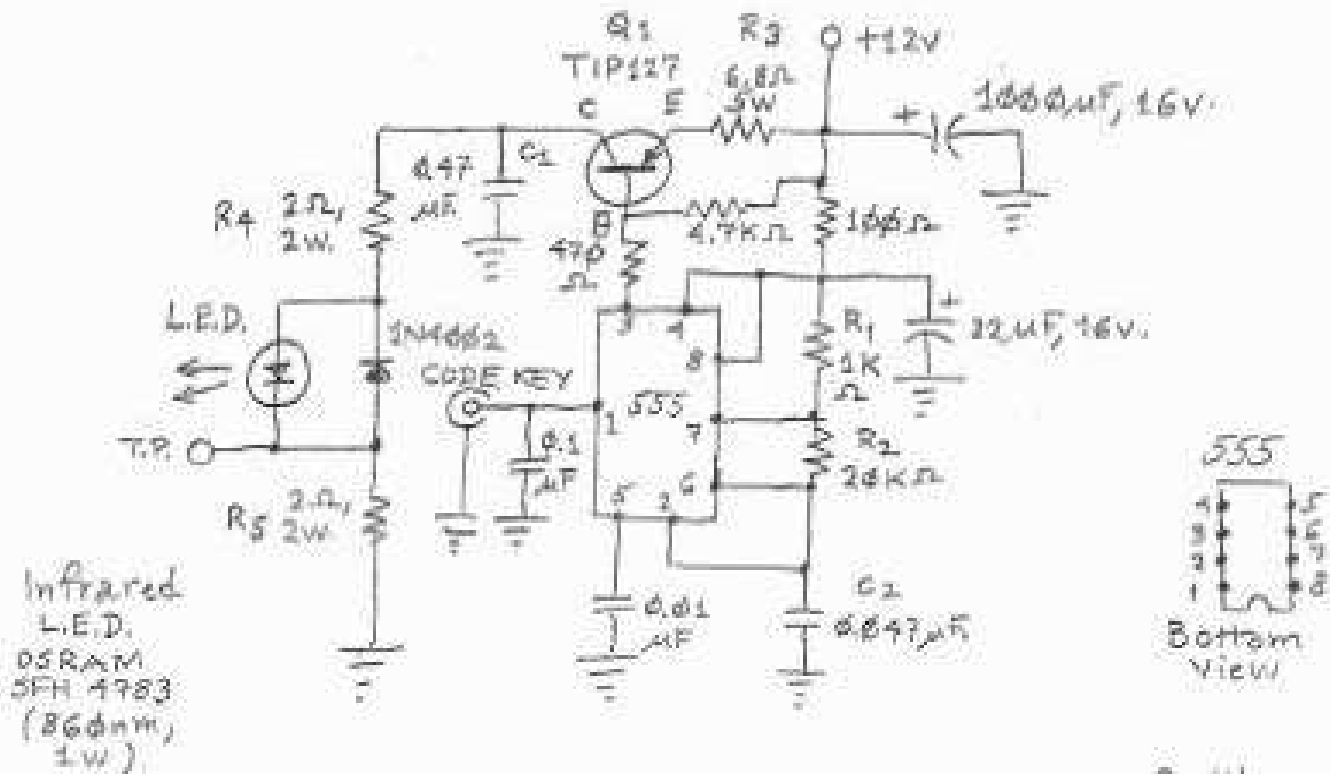 Q1
TIP127
C
E
R3
6.8Ω
5W
+12V
+
1000µF, 16V.
C1
0.47
µF
R4
2Ω,
2W.
B
4.7KΩ
470
Ω
100Ω
L.E.D.
1N4002
CODE KEY
3
4
8
555
1
7
6
5
2
R1
1K
Ω
+
22µF, 16V.
R2
20KΩ
T.P.
0.1
µF
R5
2Ω,
2W.
0.01
µF
C2
0.047µF
Infrared
L.E.D.
OSRAM
SFH 4783
(860nm,
1W)
555
4 5
3 6
2 7
1 8
Bottom
View